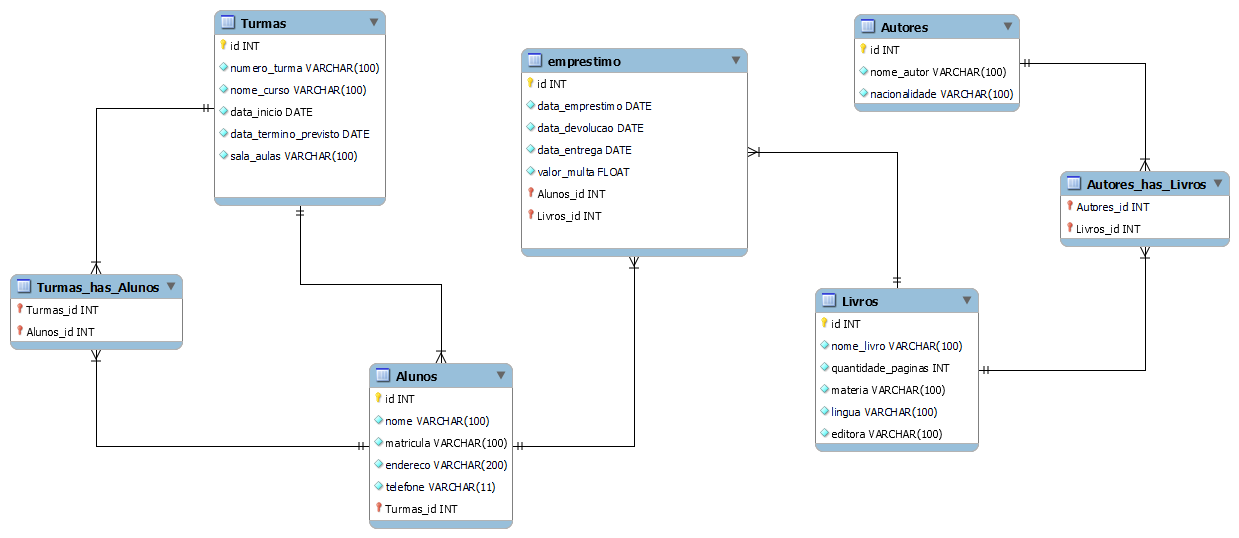 Turmas
id INT
numero_turma VARCHAR(100)
nome_curso VARCHAR(100)
data_inicio DATE
data_termino_previsto DATE
sala_aulas VARCHAR(100)
emprestimo
id INT
data_emprestimo DATE
data_devolucao DATE
data_entrega DATE
valor_multa FLOAT
Alunos_id INT
Livros_id INT
Autores
id INT
nome_autor VARCHAR(100)
nacionalidade VARCHAR(100)
Autores_has_Livros
Autores_id INT
Livros_id INT
Turmas_has_Alunos
Turmas_id INT
Alunos_id INT
Livros
id INT
nome_livro VARCHAR(100)
quantidade_paginas INT
materia VARCHAR(100)
lingua VARCHAR(100)
editora VARCHAR(100)
Alunos
id INT
nome VARCHAR(100)
matricula VARCHAR(100)
endereco VARCHAR(200)
telefone VARCHAR(11)
Turmas_id INT